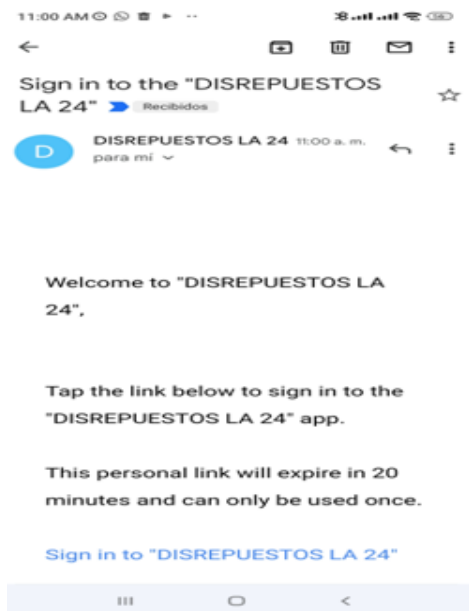 11:00 AM
Sign in to the "DISREPUESTOS
LA 24" Recibidos
D
DISREPUESTOS LA 24 11:00 a. m.
para mí
Welcome to "DISREPUESTOS LA
24",
Tap the link below to sign in to the
"DISREPUESTOS LA 24" app.
This personal link will expire in 20
minutes and can only be used once.
Sign in to "DISREPUESTOS LA 24"